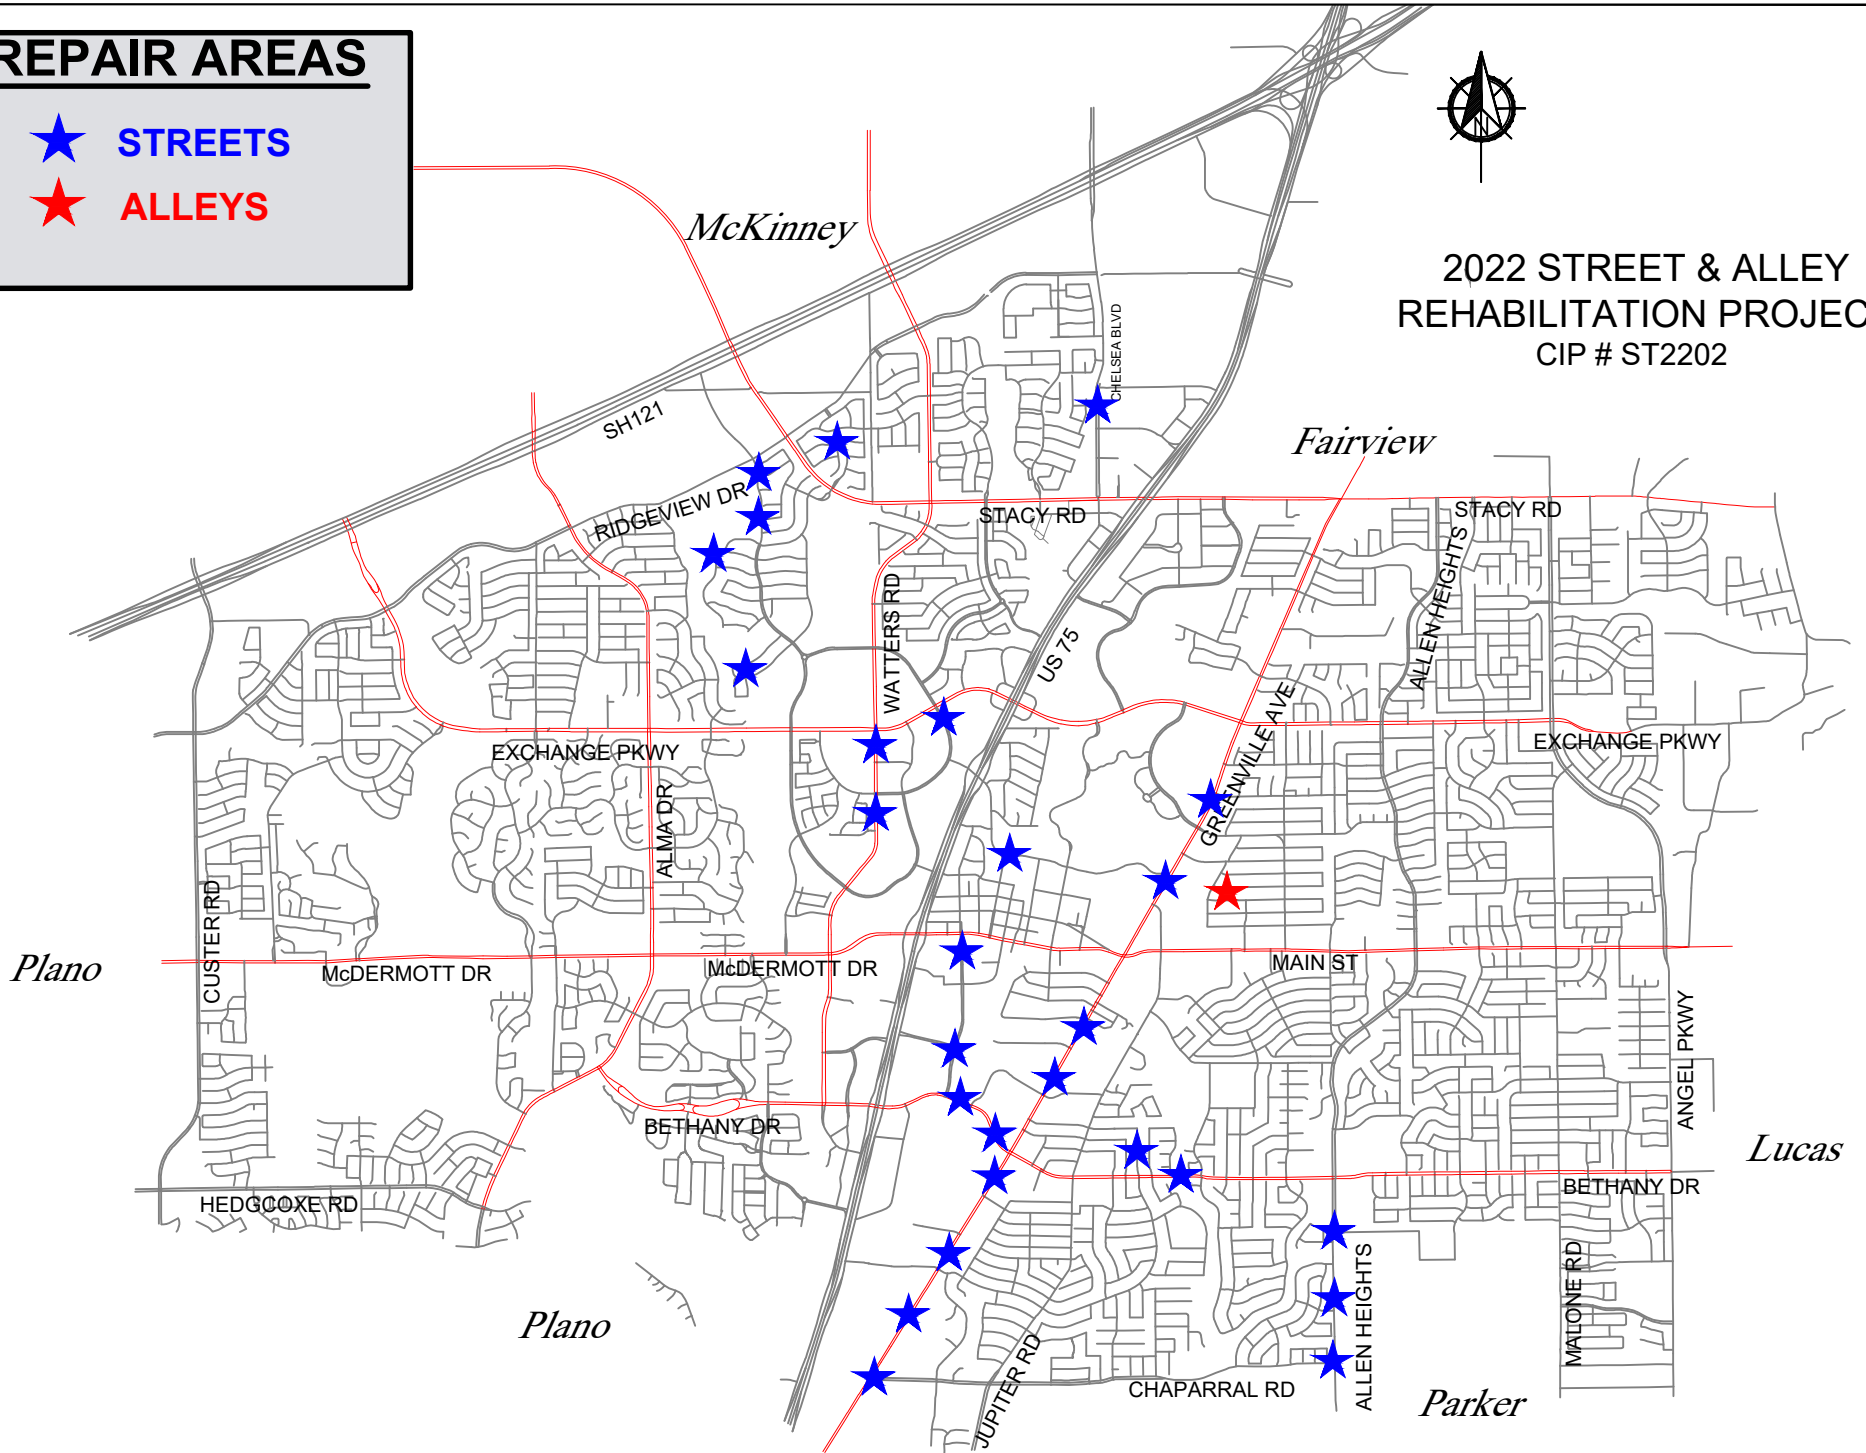 REPAIR AREAS
STREETS
ALLEYS
N
2022 STREET & ALLEY
REHABILITATION PROJEC
CIP # ST2202
McKinney
CHELSEA BLVD
SH121
Fairview
RIDGEVIEW DR
STACY RD
STACY RD
ALLEN HEIGHTS
WATTERS RD
US 75
GREENVILLE AVE
EXCHANGE PKWY
EXCHANGE PKWY
ALMA DR
CUSTER RD
Plano
McDERMOTT DR
McDERMOTT DR
MAIN ST
ANGEL PKWY
BETHANY DR
Lucas
BETHANY DR
HEDGCOXE RD
Plano
JUPITER RD
CHAPARRAL RD
ALLEN HEIGHTS
MALONE RD
Parker